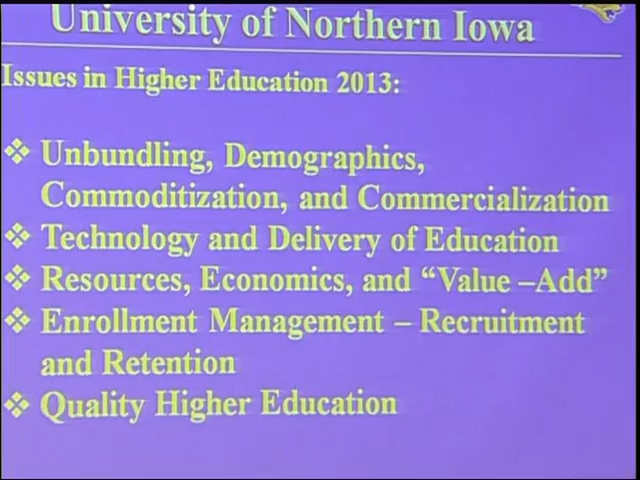 University of Northern Iowa
Issues in Higher Education 2013:
❖ Unbundling, Demographics,
Commoditization, and Commercialization
❖ Technology and Delivery of Education
❖ Resources, Economics, and “Value –Add”
❖ Enrollment Management – Recruitment
and Retention
❖ Quality Higher Education